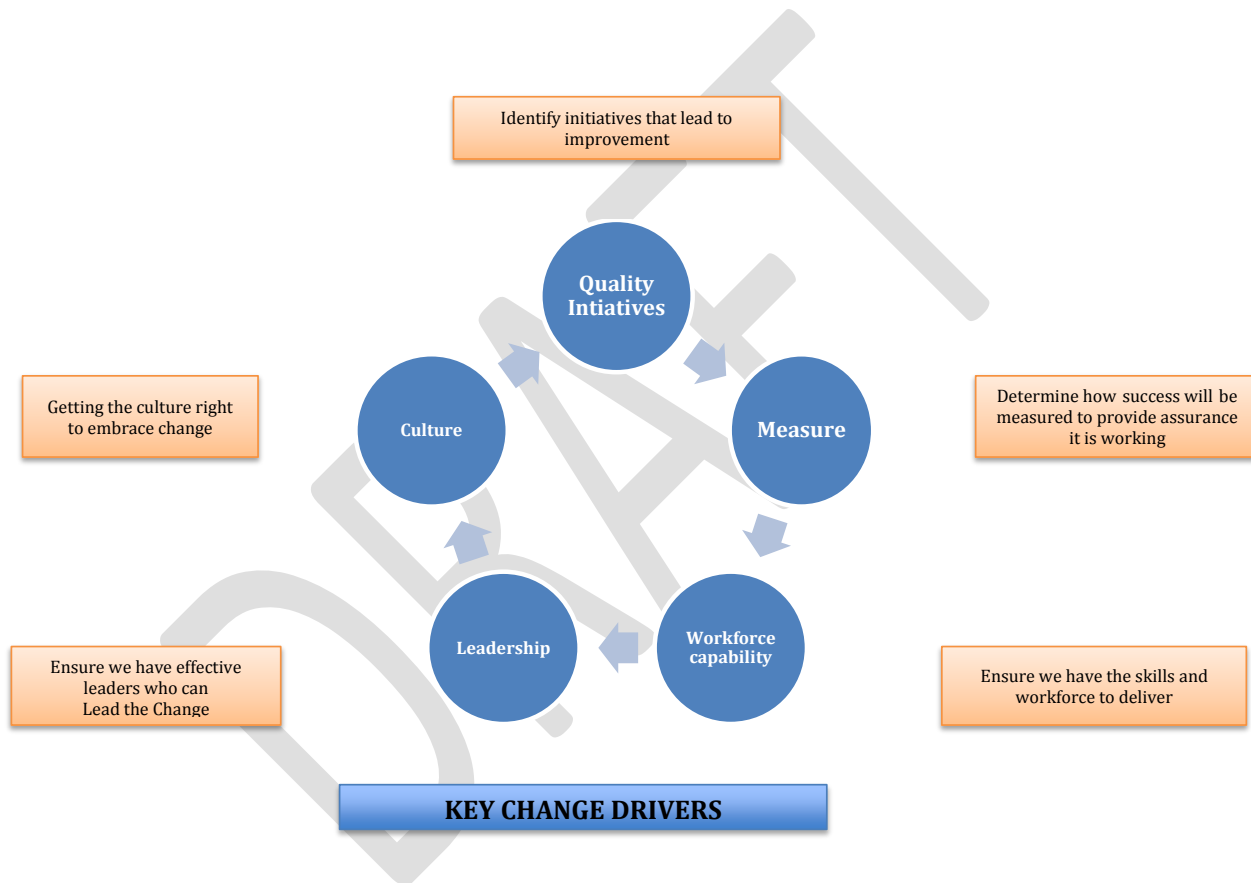 Identify initiatives that lead to
improvement
Quality
Intiatives
Getting the culture right
to embrace change
Culture
Measure
Determine how success will be
measured to provide assurance
it is working
Ensure we have effective
leaders who can
Lead the Change
Leadership
Workforce
capability
Ensure we have the skills and
workforce to deliver
KEY CHANGE DRIVERS
DRAFT